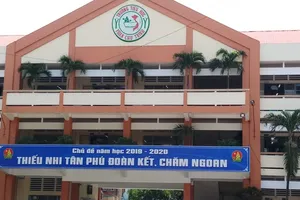 Chủ đề năm học 2019 - 2020
THIẾU NHI TÂN PHÚ ĐOÀN KẾT, CHĂM NGOAN